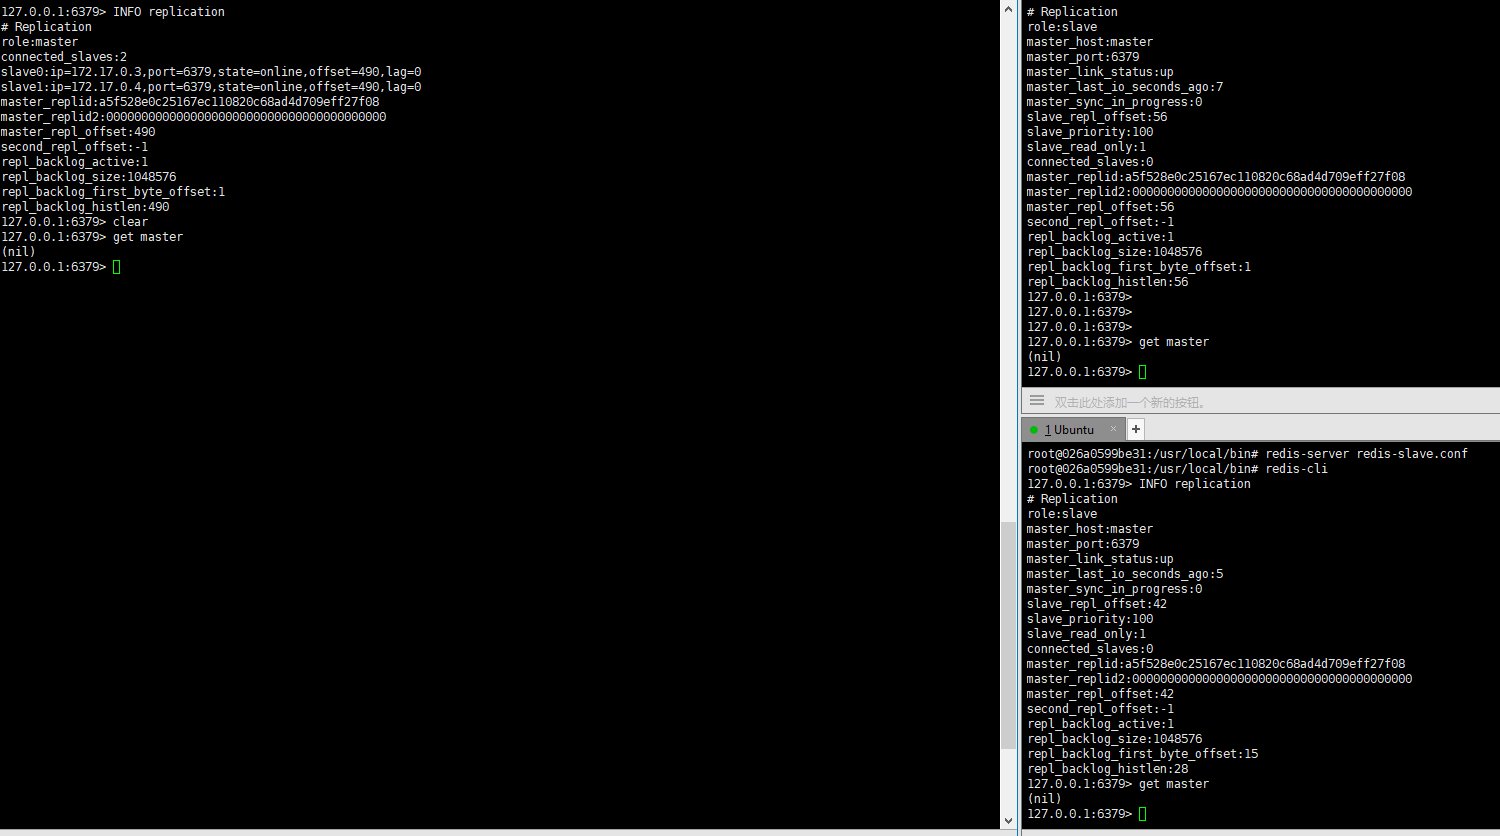 127.0.0.1:6379> INFO replication
# Replication
role:master
connected_slaves:2
slave0:ip=172.17.0.3,port=6379,state=online,offset=490,lag=0
slave1:ip=172.17.0.4,port=6379,state=online,offset=490,lag=0
master_replid:a5f528e0c25167ec110820c68ad4d709eff27f08
master_replid2:0000000000000000000000000000000000000000
master_repl_offset:490
second_repl_offset:-1
repl_backlog_active:1
repl_backlog_size:1048576
repl_backlog_first_byte_offset:1
repl_backlog_histlen:490
127.0.0.1:6379> clear
127.0.0.1:6379> get master
(nil)
127.0.0.1:6379>
# Replication
role:slave
master_host:master
master_port:6379
master_link_status:up
master_last_io_seconds_ago:7
master_sync_in_progress:0
slave_repl_offset:56
slave_priority:100
slave_read_only:1
connected_slaves:0
master_replid:a5f528e0c25167ec110820c68ad4d709eff27f08
master_replid2:0000000000000000000000000000000000000000
master_repl_offset:56
second_repl_offset:-1
repl_backlog_active:1
repl_backlog_size:1048576
repl_backlog_first_byte_offset:1
repl_backlog_histlen:56
127.0.0.1:6379>
127.0.0.1:6379>
127.0.0.1:6379>
127.0.0.1:6379> get master
(nil)
127.0.0.1:6379>
双击此处添加一个新的按钮。
1 Ubuntu × +
root@026a0599be31:/usr/local/bin# redis-server redis-slave.conf
root@026a0599be31:/usr/local/bin# redis-cli
127.0.0.1:6379> INFO replication
# Replication
role:slave
master_host:master
master_port:6379
master_link_status:up
master_last_io_seconds_ago:5
master_sync_in_progress:0
slave_repl_offset:42
slave_priority:100
slave_read_only:1
connected_slaves:0
master_replid:a5f528e0c25167ec110820c68ad4d709eff27f08
master_replid2:0000000000000000000000000000000000000000
master_repl_offset:42
second_repl_offset:-1
repl_backlog_active:1
repl_backlog_size:1048576
repl_backlog_first_byte_offset:15
repl_backlog_histlen:28
127.0.0.1:6379> get master
(nil)
127.0.0.1:6379>